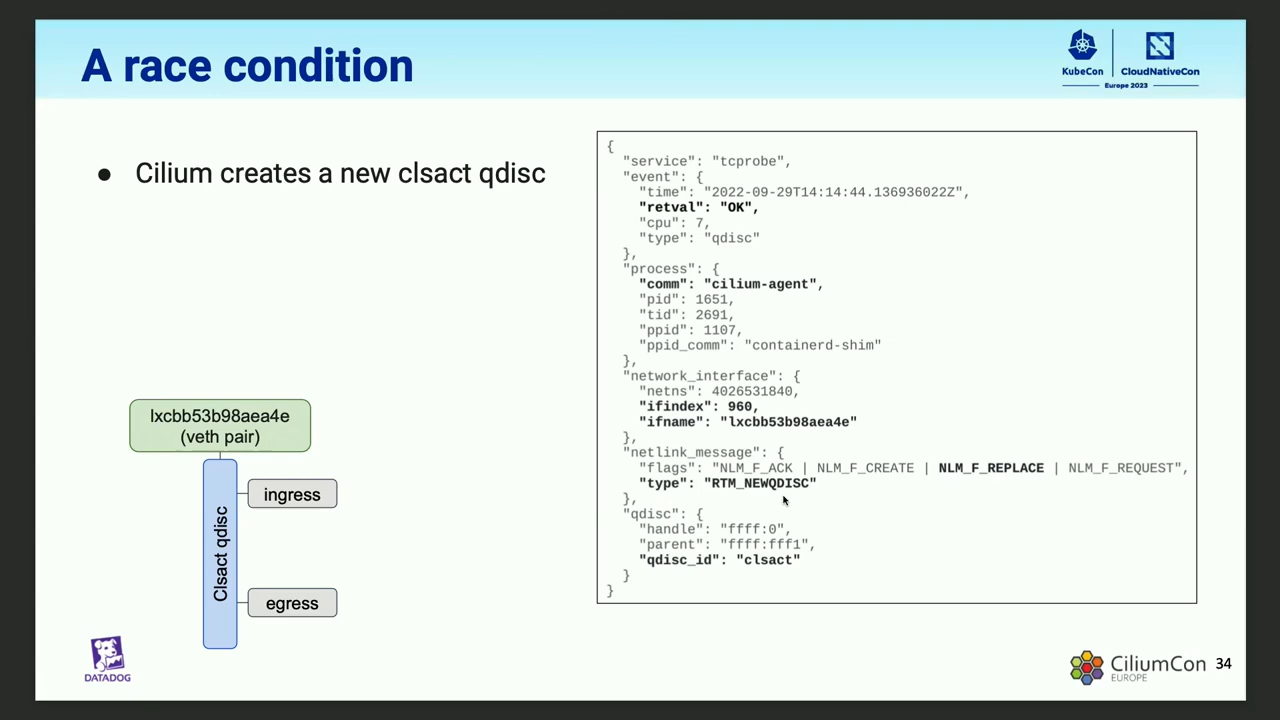 A race condition
KubeCon
CloudNativeCon
Europe 2023
● Cilium creates a new clsact qdisc
{
  "service": "tcprobe",
  "event": {
    "time": "2022-09-29T14:14:44.136936022Z",
    "retval": "OK",
    "cpu": 7,
    "type": "qdisc"
  },
  "process": {
    "comm": "cilium-agent",
    "pid": 1651,
    "tid": 2691,
    "ppid": 1107,
    "ppid_comm": "containerd-shim"
  },
  "network_interface": {
    "netns": 4026531840,
    "ifindex": 960,
    "ifname": "lxcbb53b98aea4e"
  },
  "netlink_message": {
    "flags": "NLM_F_ACK | NLM_F_CREATE | NLM_F_REPLACE | NLM_F_REQUEST",
    "type": "RTM_NEWQDISC"
  },
  "qdisc": {
    "handle": "ffff:0",
    "parent": "ffff:fff1",
    "qdisc_id": "clsact"
  }
}
lxcbb53b98aea4e
(veth pair)
Clsact qdisc
ingress
egress
DATADOG
CiliumCon
EUROPE
34